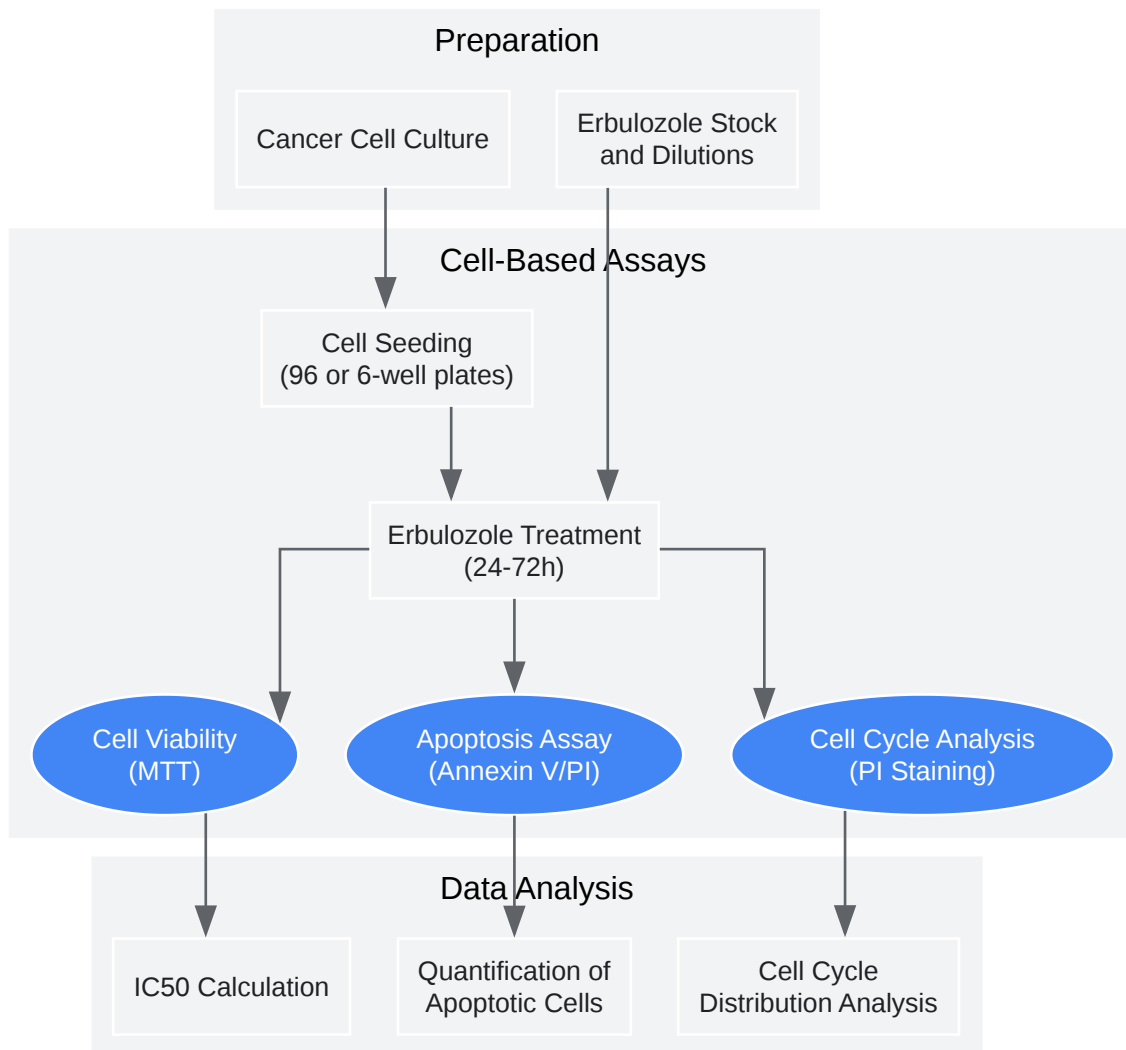 Preparation
Cancer Cell Culture
Erbulozole Stock
and Dilutions
Cell-Based Assays
Cell Seeding
(96 or 6-well plates)
Erbulozole Treatment
(24-72h)
Cell Viability
(MTT)
Apoptosis Assay
(Annexin V/PI)
Cell Cycle Analysis
(PI Staining)
Data Analysis
IC50 Calculation
Quantification of
Apoptotic Cells
Cell Cycle
Distribution Analysis